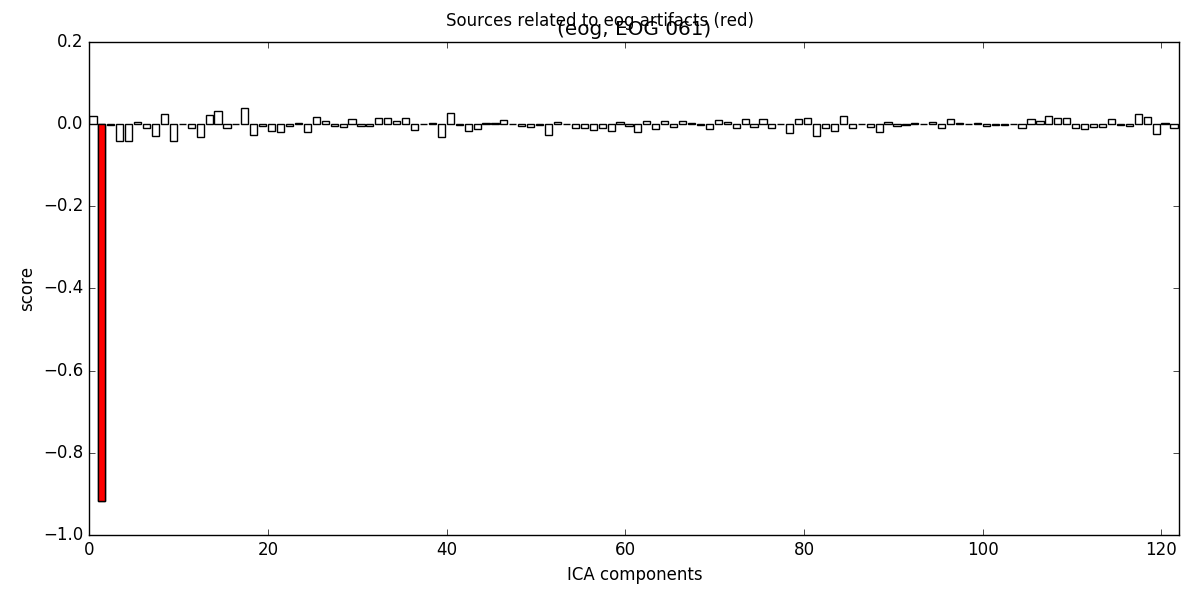 Sources related to eog artifacts (red)
(eog, EOG 061)
0.2
0.0
−0.2
−0.4
−0.6
−0.8
−1.0
score
0 20 40 60 80 100 120
ICA components